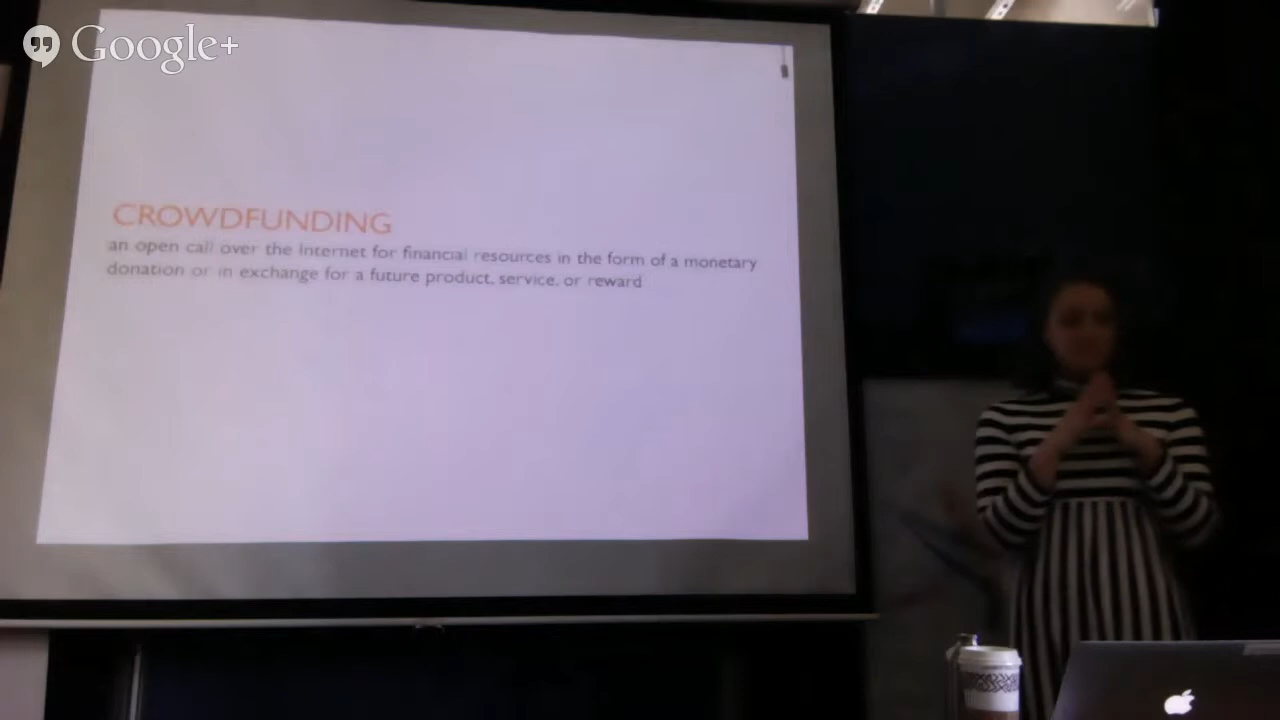 Google+
CROWDFUNDING
an open call over the Internet for financial resources in the form of a monetary
donation or in exchange for a future product, service, or reward